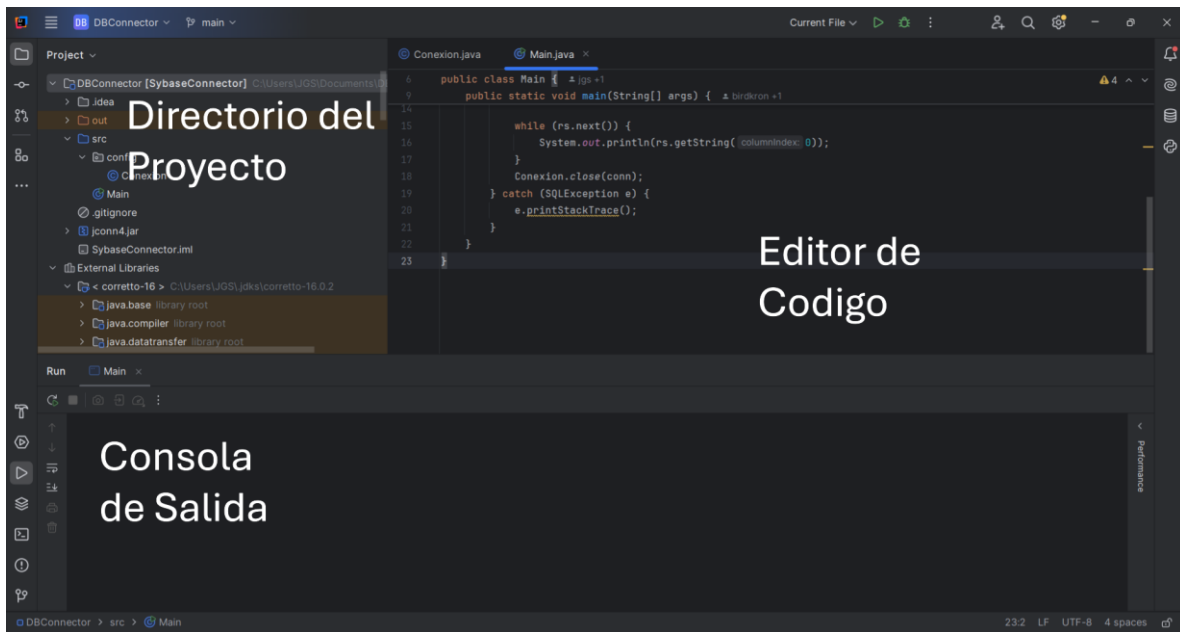 DB DBConnector main Current File
Project
Conexion.java Main.java
DBConnector [SybaseConnector] C:\Users\JGS\Documents\D
.idea
out
src
Conexion
Main
.gitignore
jconn4.jar
SybaseConnector.iml
External Libraries
< corretto-16 > C:\Users\JGS\.jdks\corretto-16.0.2
java.base library root
java.compiler library root
java.datatransfer library root
Directorio del
Proyecto
6 public class Main { jgs +1
4
9 public static void main(String[] args) { birdkron +1
14
15 while (rs.next()) {
16 System.out.println(rs.getString( columnIndex: 0));
17 }
18 Conexion.close(conn);
19 } catch (SQLException e) {
20 e.printStackTrace();
21 }
22 }
23 }
Editor de
Codigo
Run Main
Consola
de Salida
Performance
DBConnector > src > Main 23:2 LF UTF-8 4 spaces